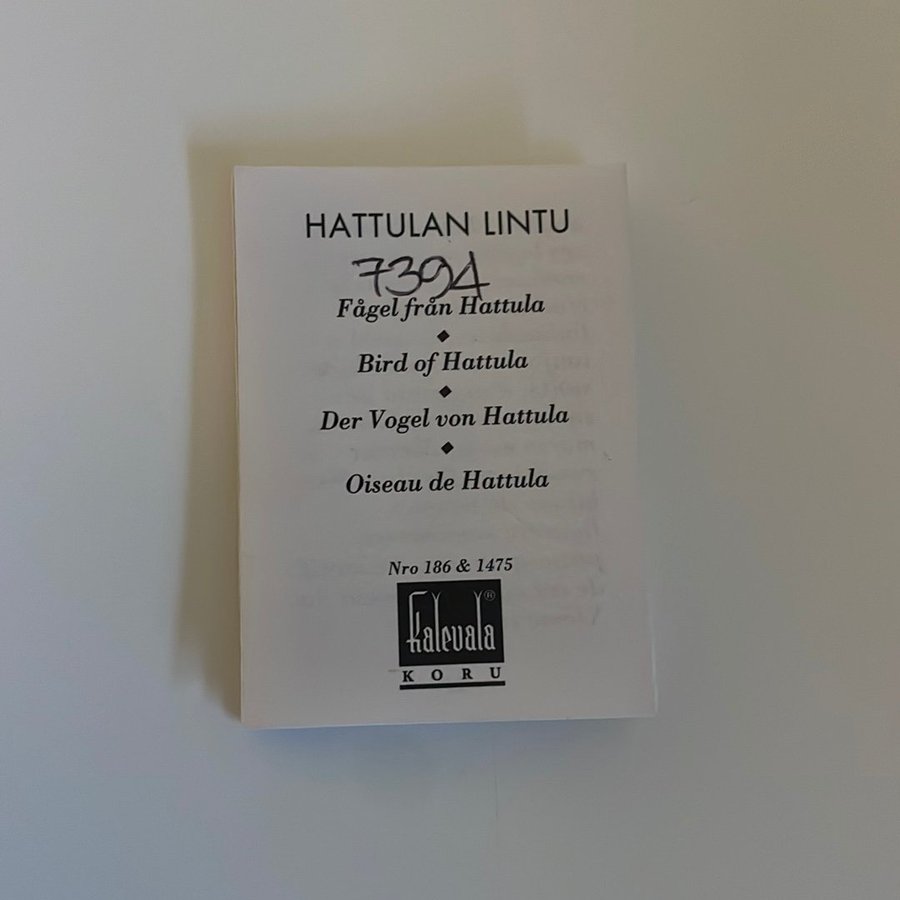 HATTULAN LINTU
7394
Fågel från Hattula
Bird of Hattula
Der Vogel von Hattula
Oiseau de Hattula
Nro 186 & 1475
Kalevala ®
KORU